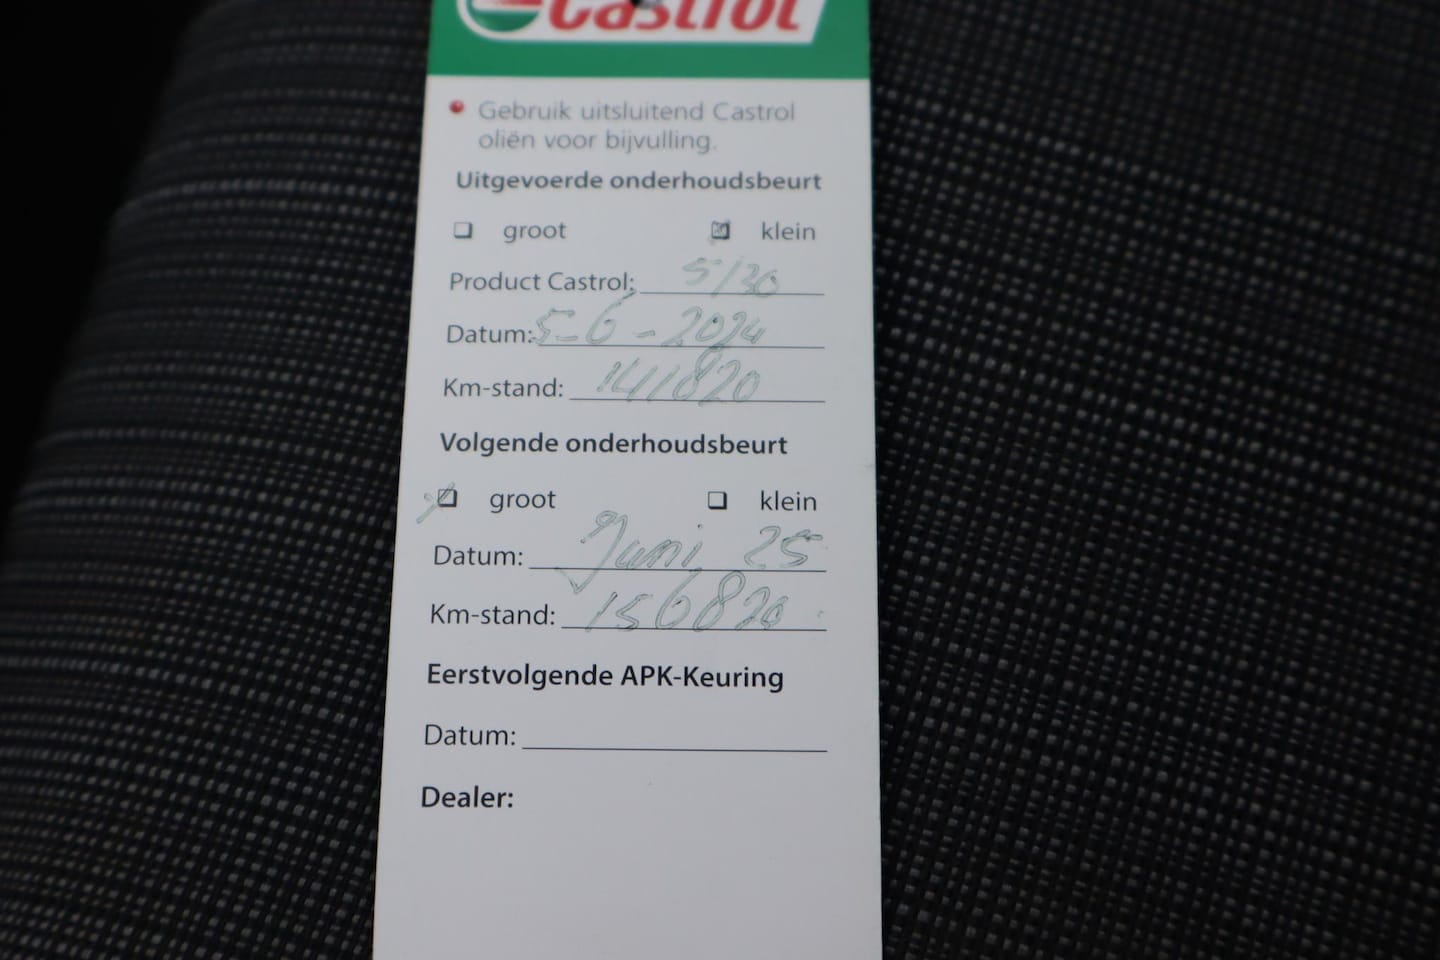 Castrol
Gebruik uitsluitend Castrol
oliën voor bijvulling.
Uitgevoerde onderhoudsbeurt
groot klein
Product Castrol: 5/30
Datum: 5-6-2024
Km-stand: 141820
Volgende onderhoudsbeurt
groot klein
Datum: Juni 25
Km-stand: 156820
Eerstvolgende APK-Keuring
Datum:
Dealer: